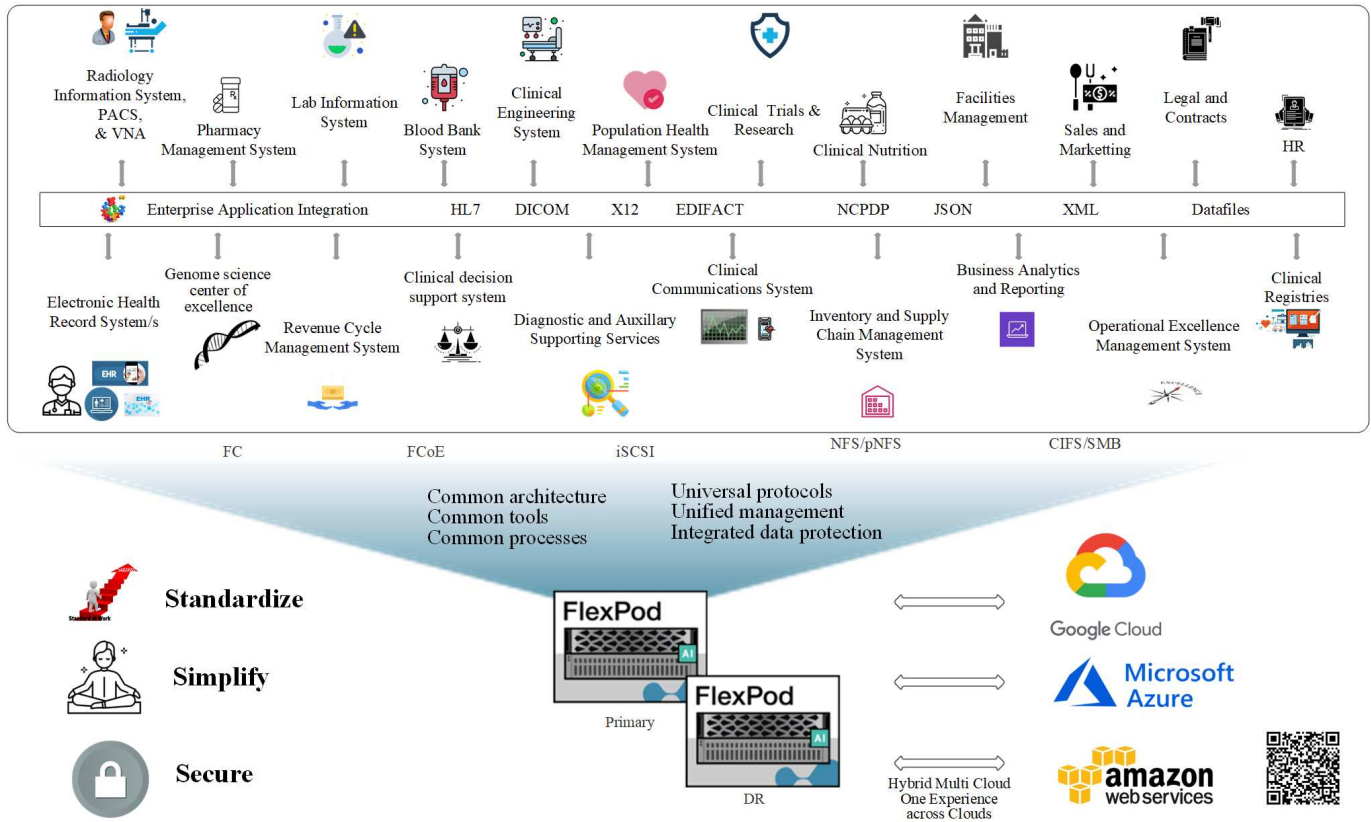 Radiology
Information System,
PACS,
& VNA
Pharmacy
Management System
Lab Information
System
Blood Bank
System
Clinical
Engineering
System
Population Health
Management System
Clinical Trials &
Research
Clinical Nutrition
Facilities
Management
Sales and
Marketting
Legal and
Contracts
HR
Enterprise Application Integration HL7 DICOM X12 EDIFACT NCPDP JSON XML Datafiles
Electronic Health
Record System/s
EHR
EHR
Genome science
center of
excellence
Revenue Cycle
Management System
Clinical decision
support system
Diagnostic and Auxillary
Supporting Services
Clinical
Communications System
Inventory and Supply
Chain Management
System
Business Analytics
and Reporting
Operational Excellence
Management System
EXCELLENCE
Clinical
Registries
FC FCoE iSCSI NFS/pNFS CIFS/SMB
Common architecture
Common tools
Common processes
Universal protocols
Unified management
Integrated data protection
Standardize
Simplify
Secure
FlexPod
AI
Primary
FlexPod
AI
DR
Google Cloud
Microsoft
Azure
Hybrid Multi Cloud
One Experience
across Clouds
amazon
web services